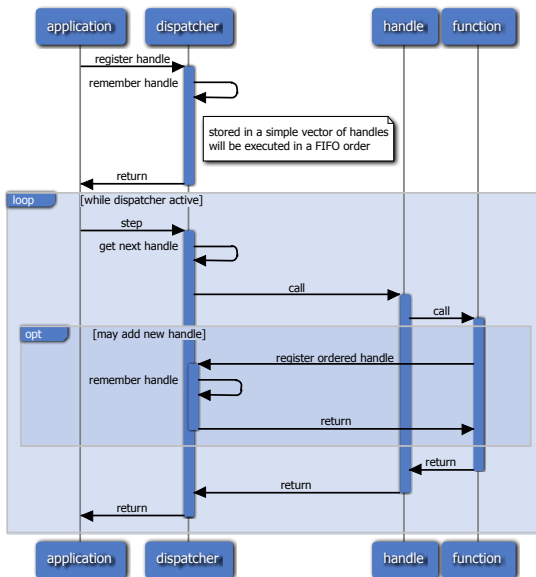 application dispatcher handle function
register handle
remember handle
stored in a simple vector of handles
will be executed in a FIFO order
return
loop [while dispatcher active]
step
get next handle
call
call
opt [may add new handle]
register ordered handle
remember handle
return
return
return
return
application dispatcher handle function